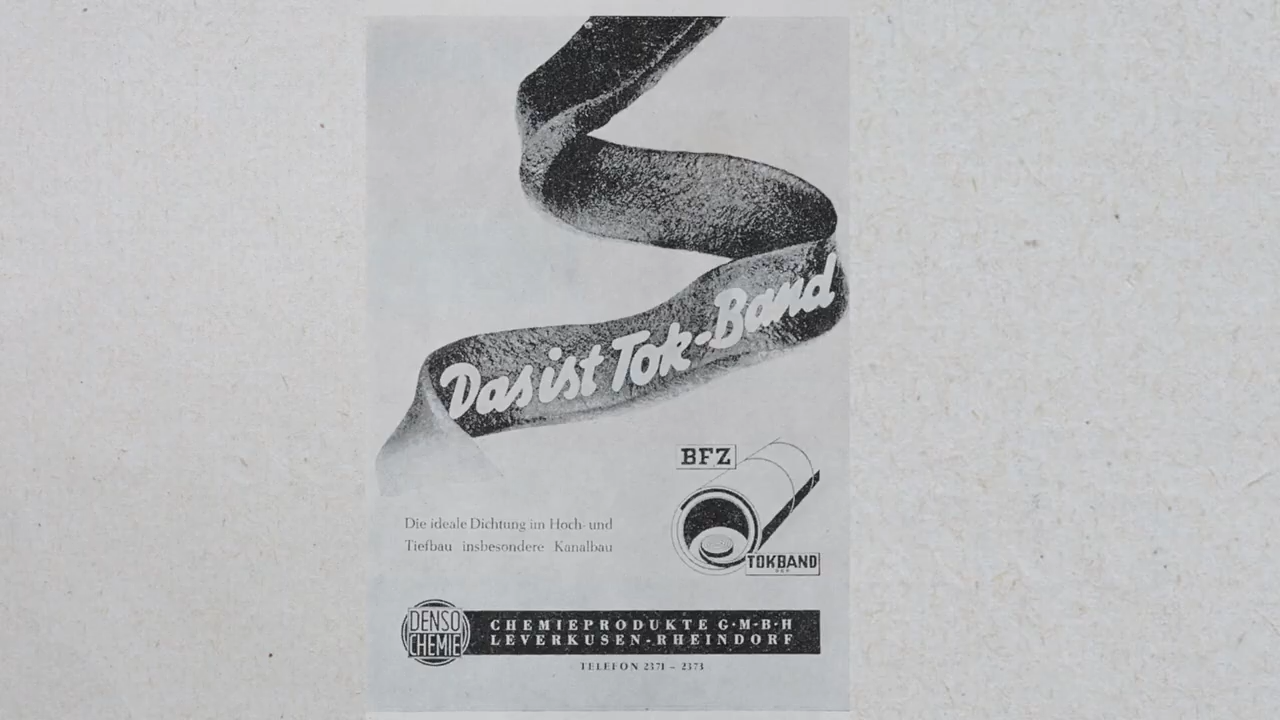 Das ist Tok-Band
BFZ
TOKBAND
Die ideale Dichtung im Hoch- und
Tiefbau insbesondere Kanalbau
DENSO
CHEMIE
CHEMIEPRODUKTE G·M·B·H
LEVERKUSEN-RHEINDORF
TELEFON 2371 – 2373